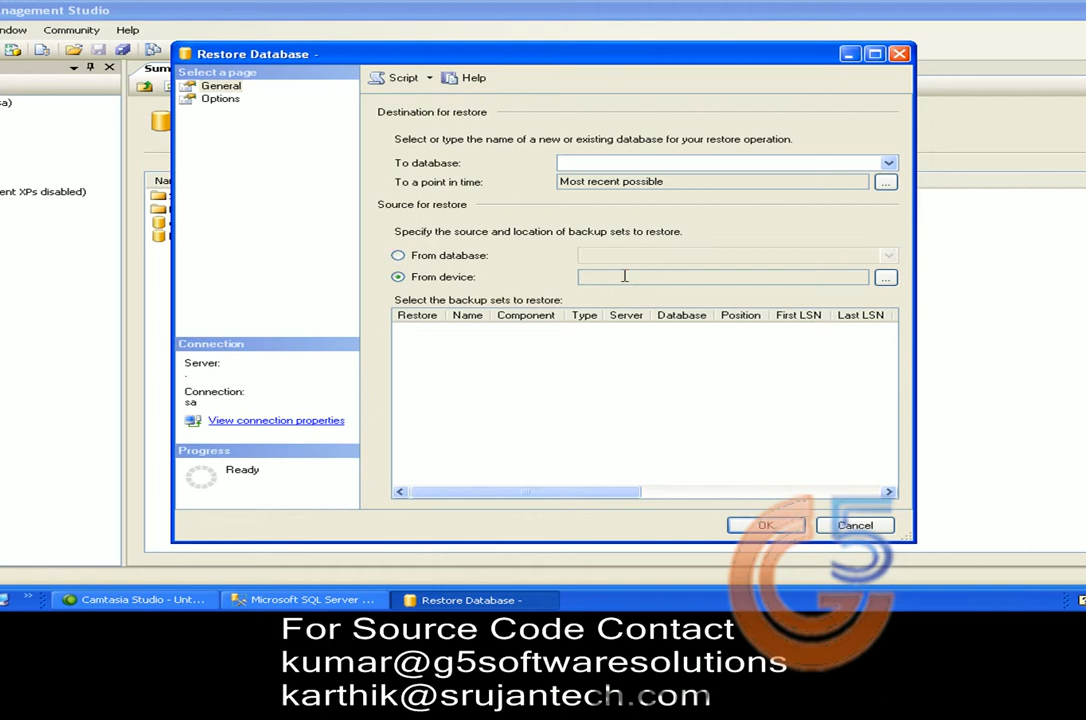 anagement Studio
ndow Community Help
Sum
sa)
ent XPs disabled)
Na
Restore Database -
Select a page
General
Options
Script Help
Destination for restore
Select or type the name of a new or existing database for your restore operation.
To database:
To a point in time: Most recent possible ...
Source for restore
Specify the source and location of backup sets to restore.
From database:
From device: ...
Select the backup sets to restore:
Restore Name Component Type Server Database Position First LSN Last LSN
Connection
Server:
.
Connection:
sa
View connection properties
Progress
Ready
OK Cancel
G5
» Camtasia Studio - Unt... Microsoft SQL Server ... Restore Database -
For Source Code Contact
kumar@g5softwaresolutions
karthik@srujantech.com